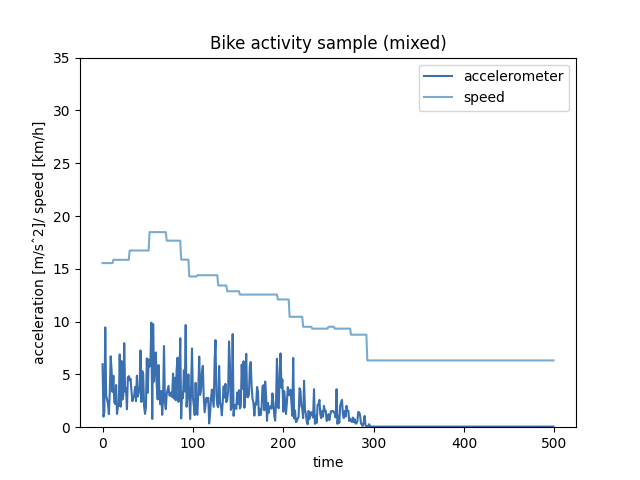 Bike activity sample (mixed)
accelerometer
speed
35
30
25
20
15
10
5
0
acceleration [m/sˆ2]/ speed [km/h]
0
100
200
300
400
500
time